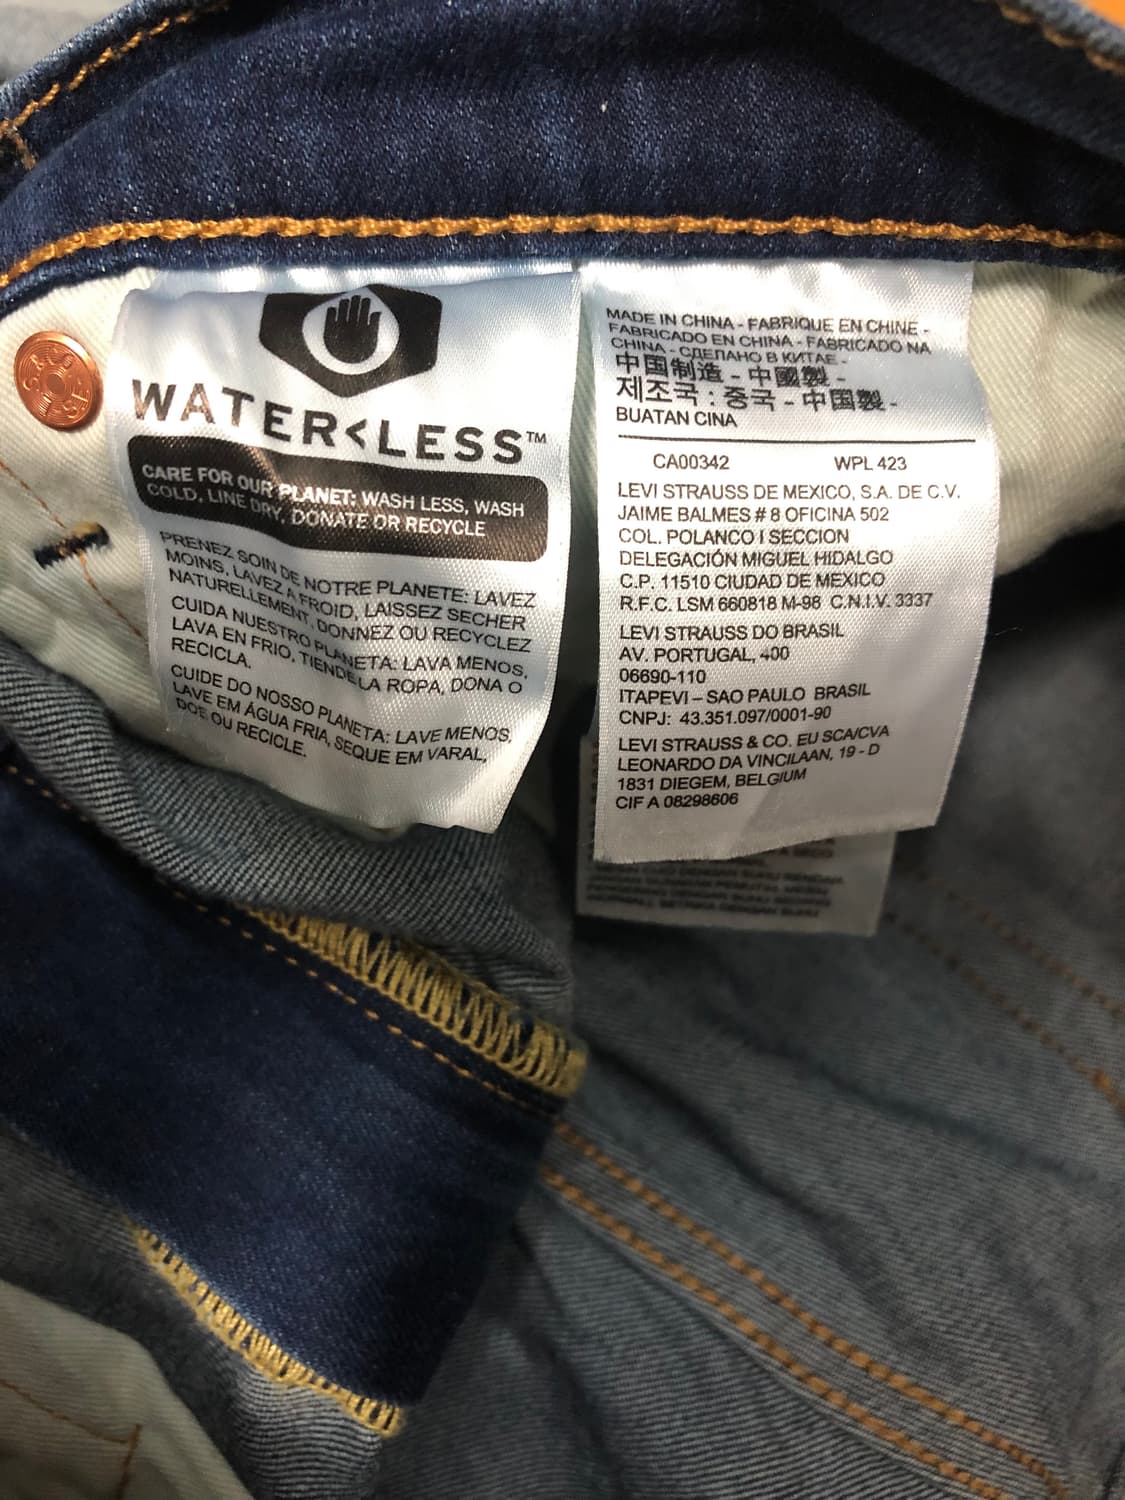 WATER<LESS™
CARE FOR OUR PLANET: WASH LESS, WASH
COLD, LINE DRY, DONATE OR RECYCLE
PRENEZ SOIN DE NOTRE PLANETE: LAVEZ
MOINS, LAVEZ A FROID, LAISSEZ SECHER
NATURELLEMENT, DONNEZ OU RECYCLEZ
CUIDA NUESTRO PLANETA: LAVA MENOS,
LAVA EN FRIO, TIENDE LA ROPA, DONA O
RECICLA.
CUIDE DO NOSSO PLANETA: LAVE MENOS,
LAVE EM ÁGUA FRIA, SEQUE EM VARAL,
DOE OU RECICLE.
MADE IN CHINA - FABRIQUE EN CHINE -
FABRICADO EN CHINA - FABRICADO NA
CHINA - СДЕЛАНО В КИТАЕ -
中国制造 - 中國製 -
제조국 : 중국 - 中国製 -
BUATAN CINA
CA00342 WPL 423
LEVI STRAUSS DE MEXICO, S.A. DE C.V.
JAIME BALMES # 8 OFICINA 502
COL. POLANCO I SECCION
DELEGACIÓN MIGUEL HIDALGO
C.P. 11510 CIUDAD DE MEXICO
R.F.C. LSM 660818 M-98 C.N.I.V. 3337
LEVI STRAUSS DO BRASIL
AV. PORTUGAL, 400
06690-110
ITAPEVI – SAO PAULO BRASIL
CNPJ: 43.351.097/0001-90
LEVI STRAUSS & CO. EU SCA/CVA
LEONARDO DA VINCILAAN, 19 - D
1831 DIEGEM, BELGIUM
CIF A 08298606